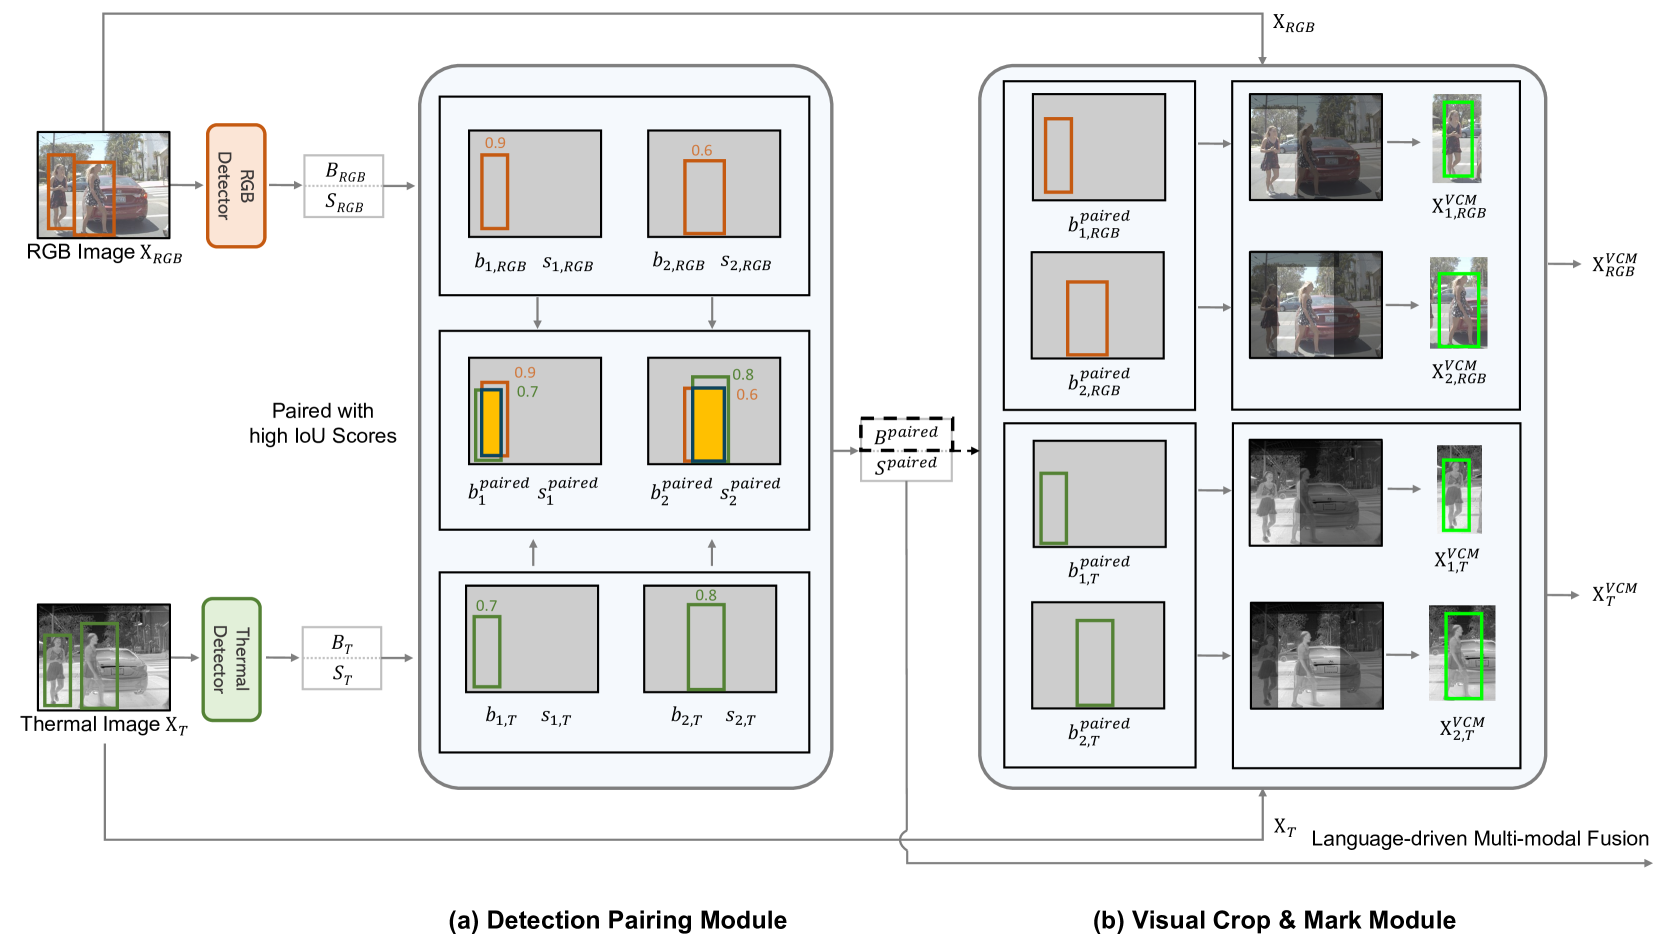 X_{RGB}
RGB Detector
B_{RGB}
S_{RGB}
RGB Image X_{RGB}
0.9
0.6
b_{1,RGB} s_{1,RGB}
b_{2,RGB} s_{2,RGB}
Paired with
high IoU Scores
0.9
0.7
0.8
0.6
b_1^{paired} s_1^{paired}
b_2^{paired} s_2^{paired}
Thermal Detector
B_T
S_T
Thermal Image X_T
0.7
0.8
b_{1,T} s_{1,T}
b_{2,T} s_{2,T}
B^{paired}
S^{paired}
b_{1,RGB}^{paired}
X_{1,RGB}^{VCM}
b_{2,RGB}^{paired}
X_{2,RGB}^{VCM}
X_{RGB}^{VCM}
b_{1,T}^{paired}
X_{1,T}^{VCM}
b_{2,T}^{paired}
X_{2,T}^{VCM}
X_T^{VCM}
X_T
Language-driven Multi-modal Fusion
(a) Detection Pairing Module
(b) Visual Crop & Mark Module